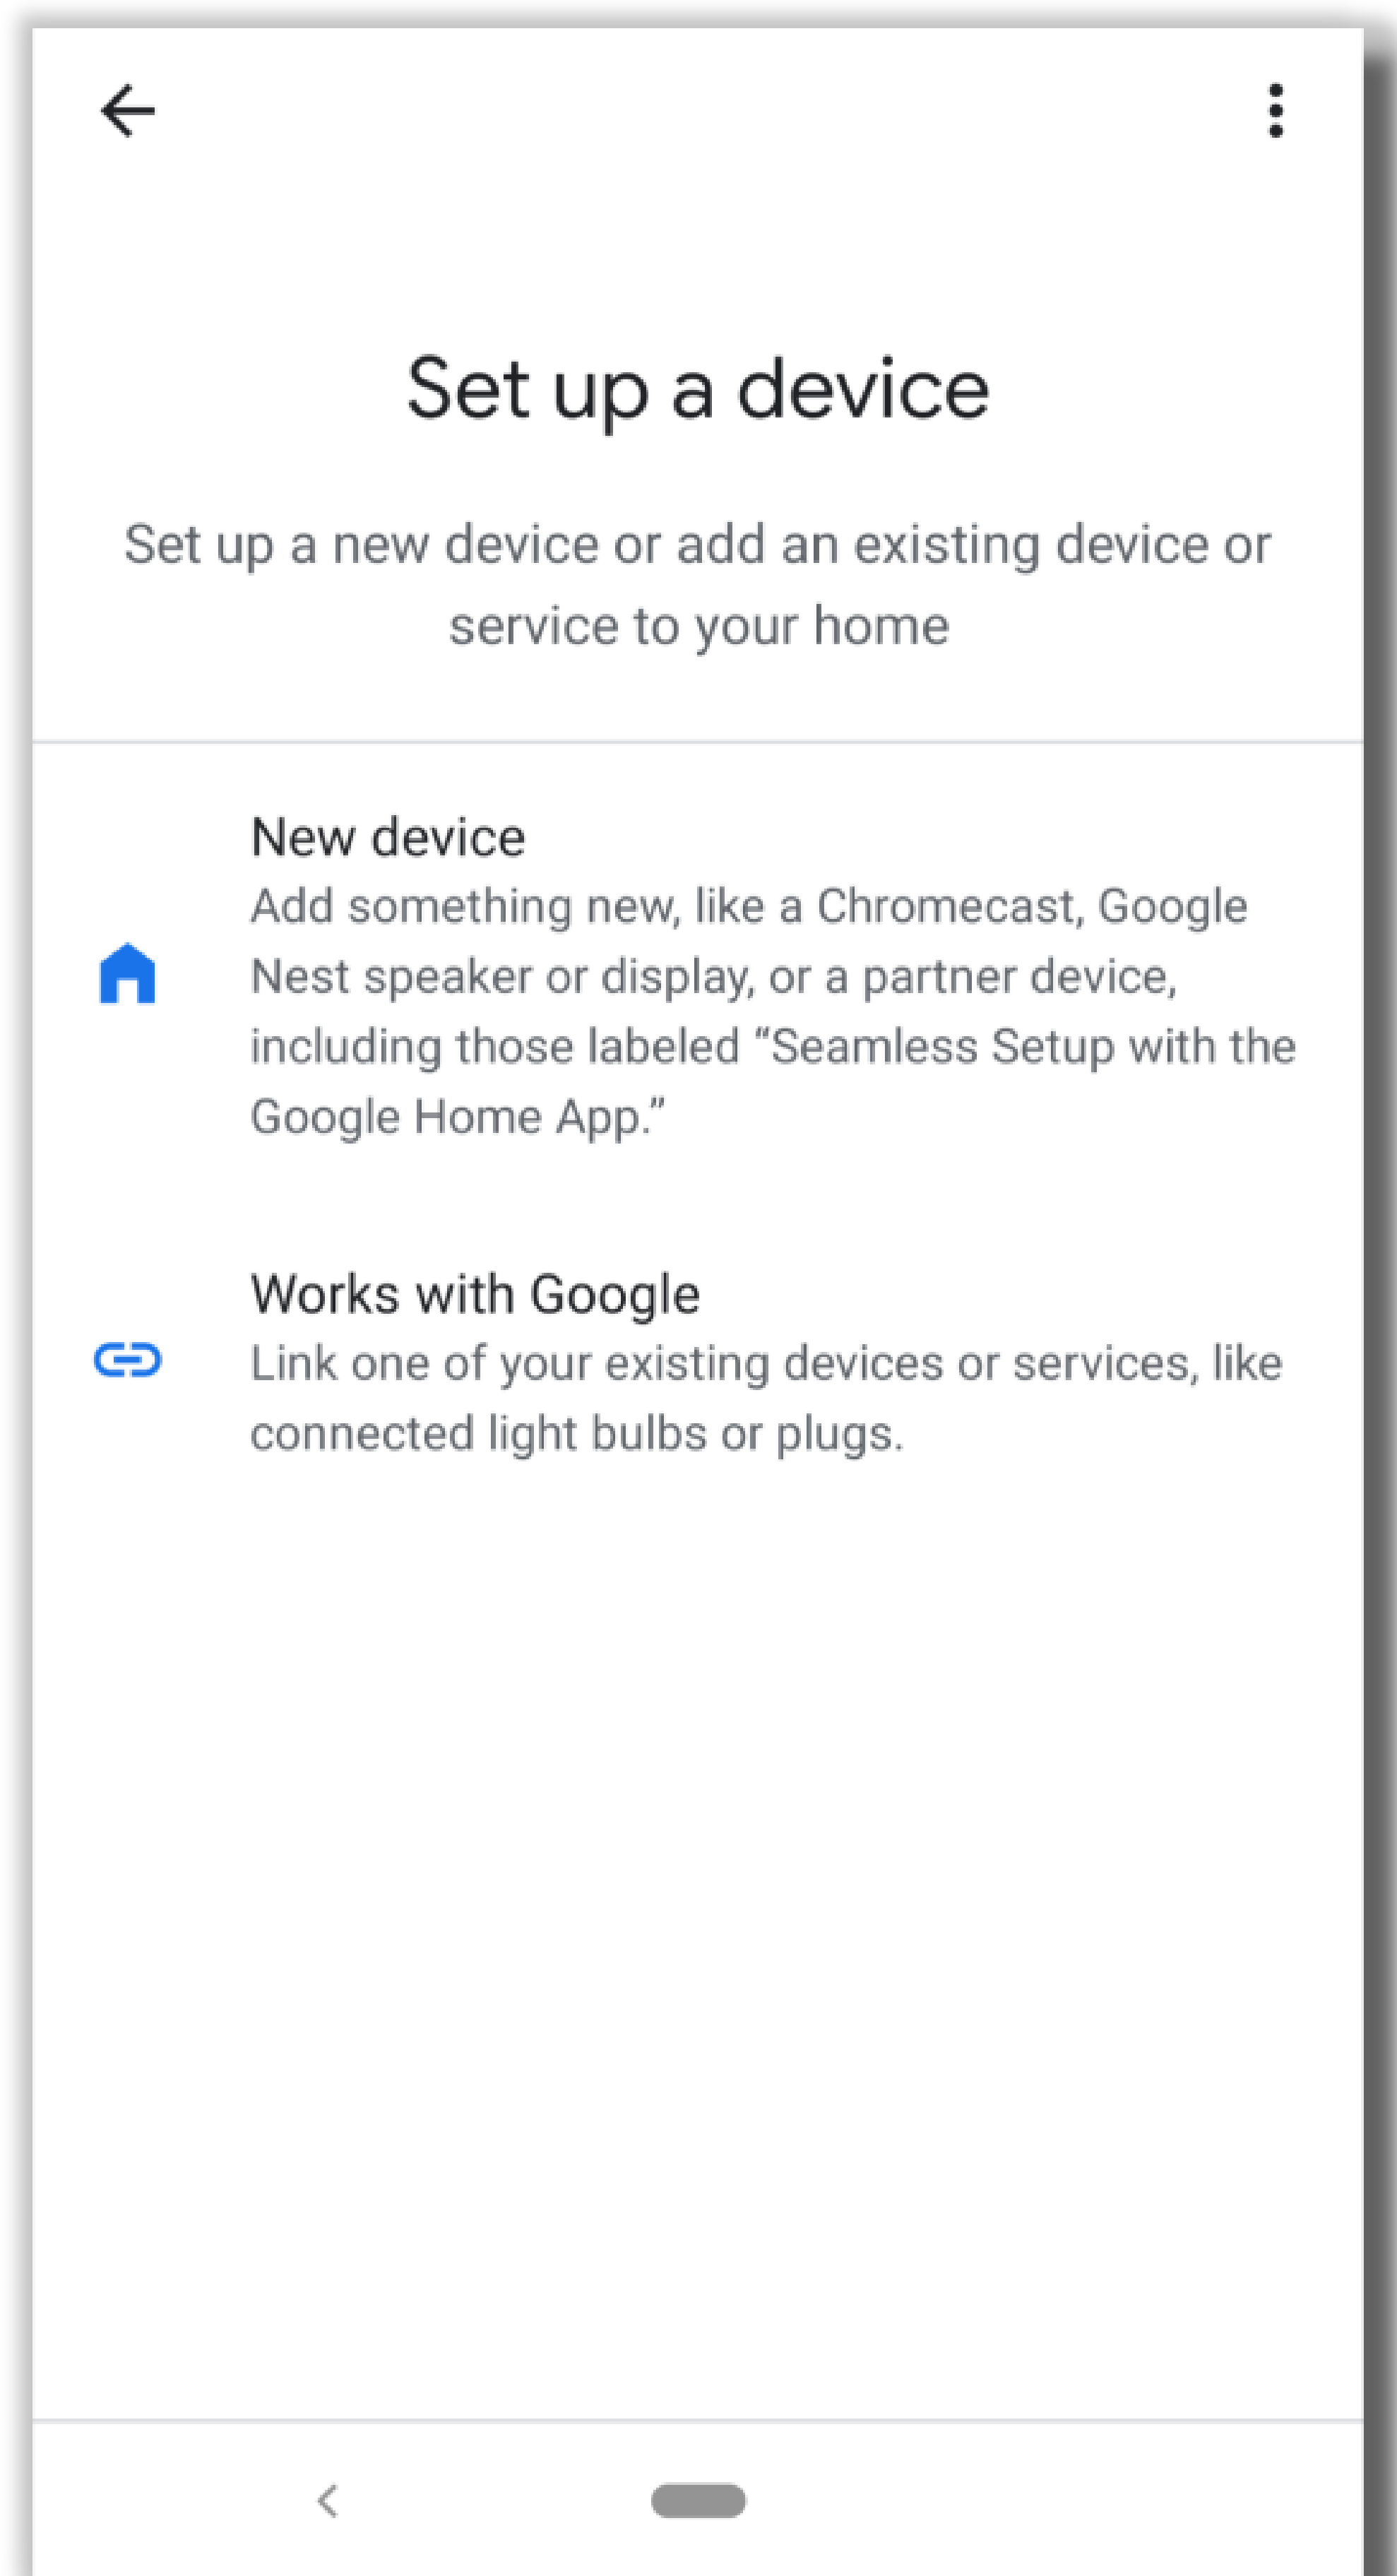 Set up a device
Set up a new device or add an existing device or
service to your home
New device
Add something new, like a Chromecast, Google
Nest speaker or display, or a partner device,
including those labeled “Seamless Setup with the
Google Home App.”
Works with Google
Link one of your existing devices or services, like
connected light bulbs or plugs.